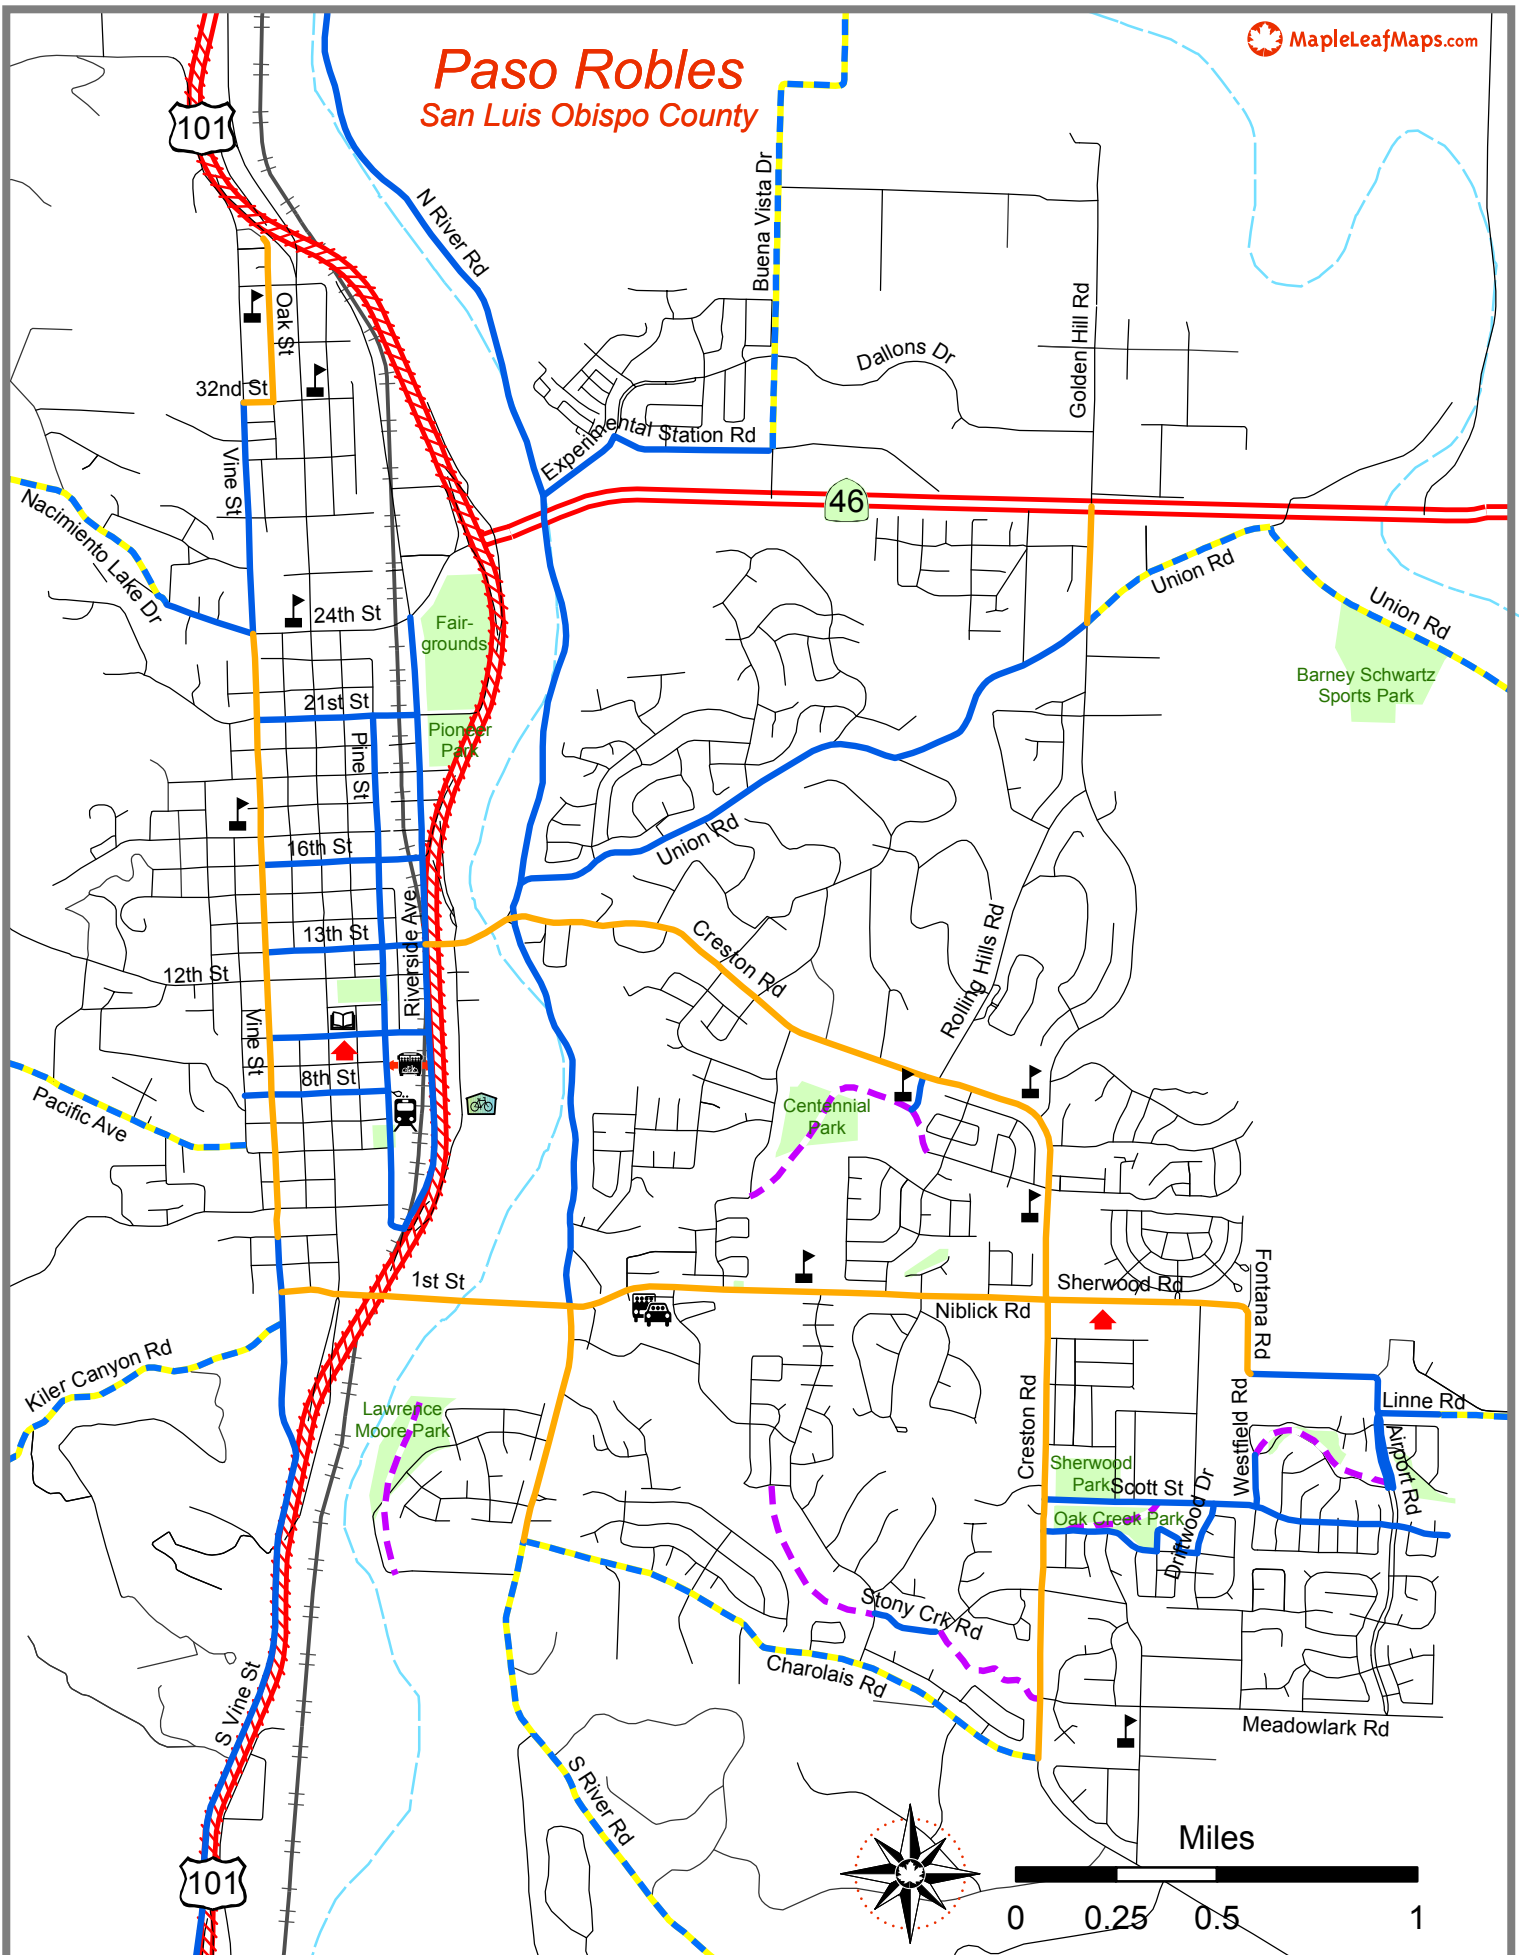 MapleLeafMaps.com
Paso Robles
San Luis Obispo County
101
Buena Vista Dr
N River Rd
Golden Hill Rd
Oak St
Dallons Dr
32nd St
Experimental Station Rd
Vine St
46
Nacimiento Lake Dr
Union Rd
Union Rd
24th St
Fair-
grounds
Barney Schwartz
Sports Park
21st St
Pioneer
Park
Pine St
Union Rd
16th St
Riverside Ave
13th St
Creston Rd
Rolling Hills Rd
12th St
Vine St
8th St
Pacific Ave
Centennial
Park
1st St
Sherwood Rd
Fontana Rd
Niblick Rd
Kiler Canyon Rd
Creston Rd
Westfield Rd
Linne Rd
Lawrence
Moore Park
Airport Rd
Sherwood
Park
Scott St
Oak Creek Park
Driftwood Dr
Stony Crk Rd
Charolais Rd
S Vine St
Meadowlark Rd
S River Rd
Miles
101
0 0.25 0.5 1